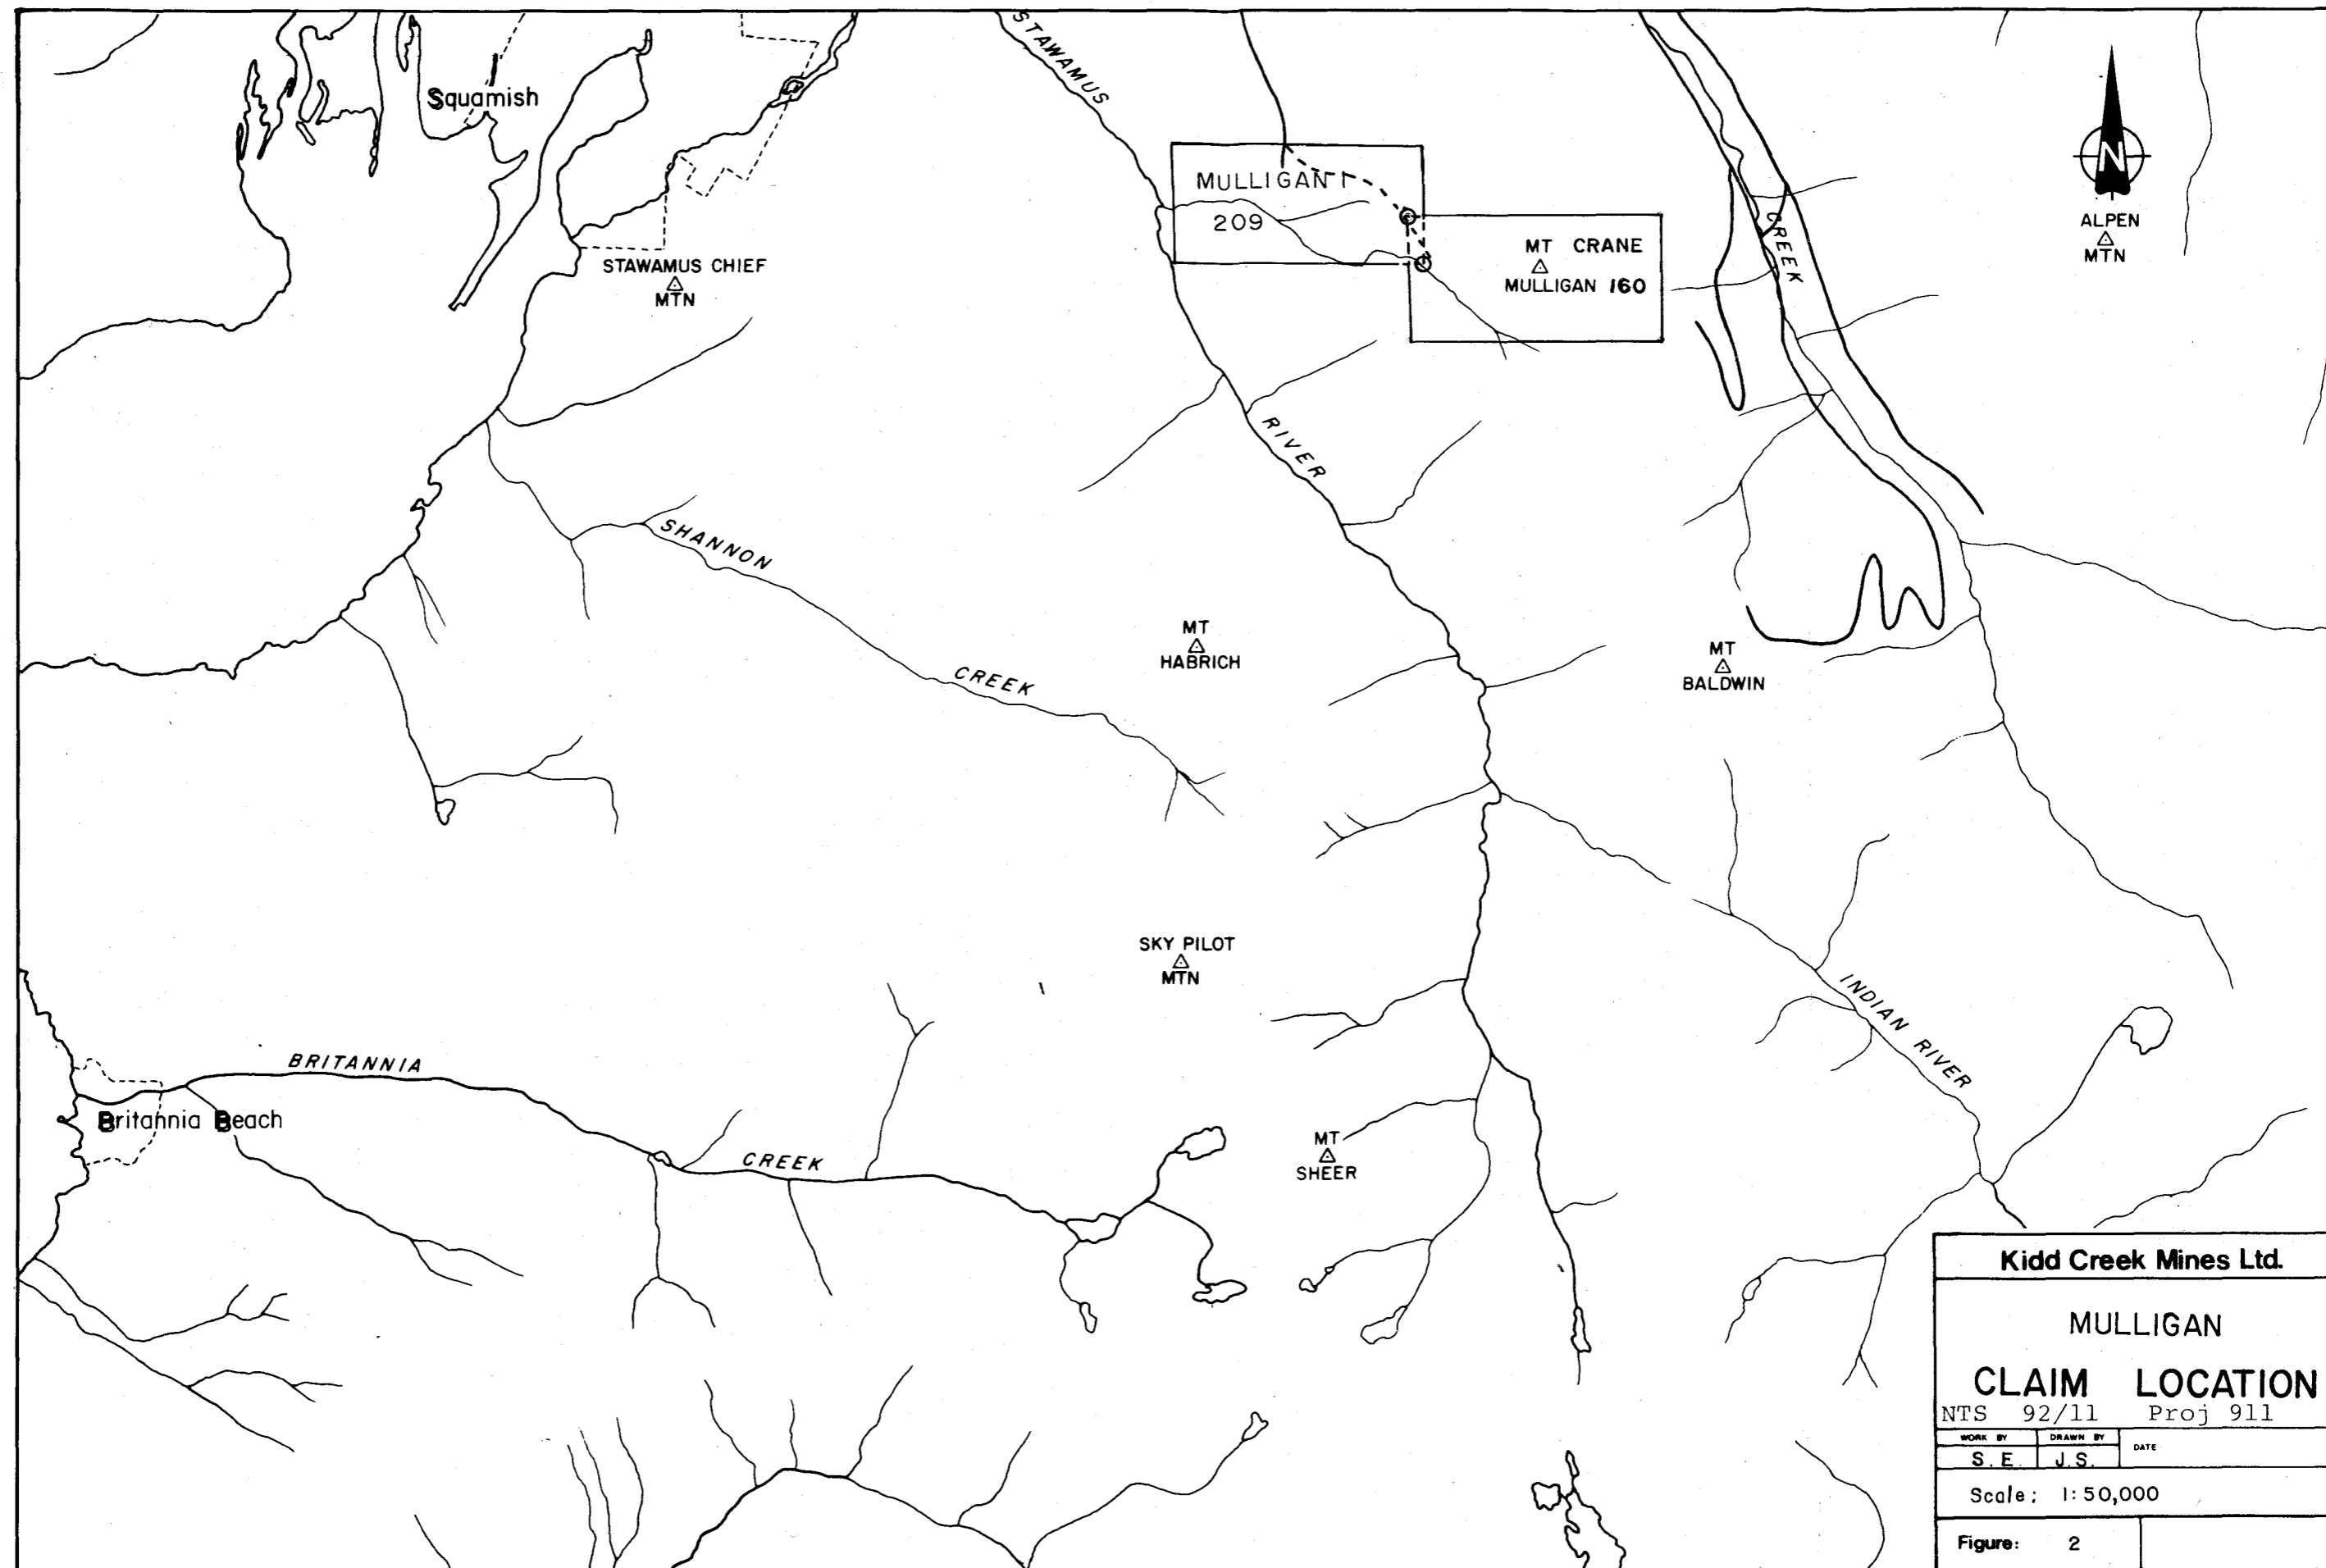 STAWAMUS
Squamish
N
MULLIGAN 1
209
CREEK
ALPEN
MTN
MT CRANE
MULLIGAN 160
STAWAMUS CHIEF
MTN
RIVER
SHANNON
CREEK
MT
HABRICH
MT
BALDWIN
SKY PILOT
MTN
INDIAN RIVER
BRITANNIA
Britannia Beach
CREEK
MT
SHEER
Kidd Creek Mines Ltd.
MULLIGAN
CLAIM LOCATION
NTS 92/11 Proj 911
WORK BY DRAWN BY DATE
S.E. J.S.
Scale: 1:50,000
Figure: 2